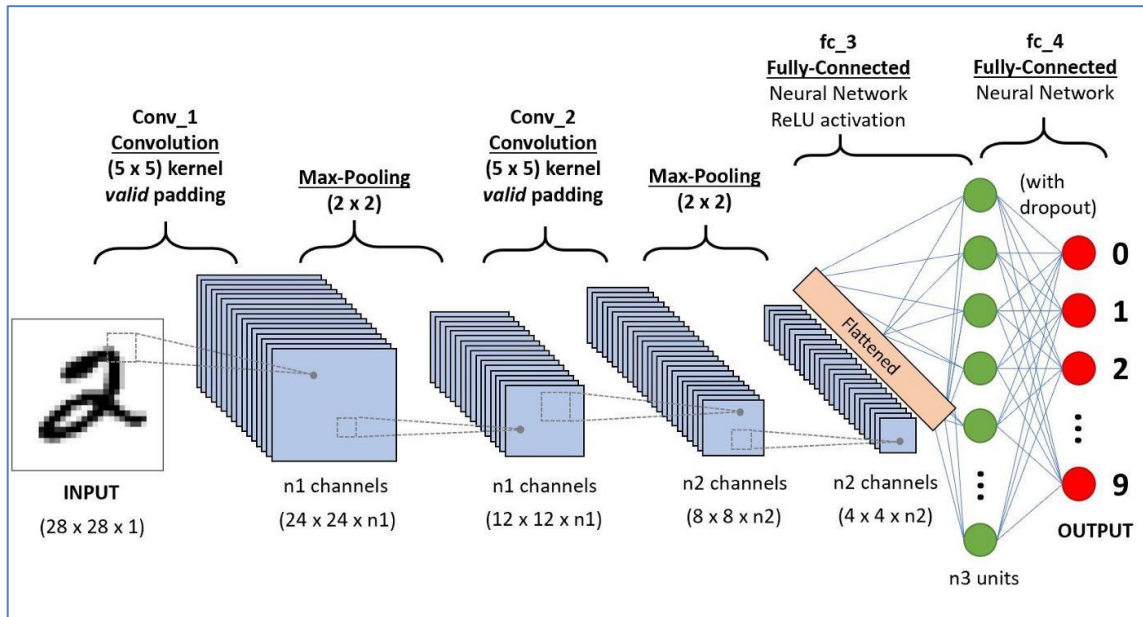 Conv_1
Convolution
(5 x 5) kernel
valid padding
Max-Pooling
(2 x 2)
Conv_2
Convolution
(5 x 5) kernel
valid padding
Max-Pooling
(2 x 2)
fc_3
Fully-Connected
Neural Network
ReLU activation
fc_4
Fully-Connected
Neural Network
(with
dropout)
INPUT
(28 x 28 x 1)
n1 channels
(24 x 24 x n1)
n1 channels
(12 x 12 x n1)
n2 channels
(8 x 8 x n2)
n2 channels
(4 x 4 x n2)
Flattened
n3 units
0
1
2
9
OUTPUT
2